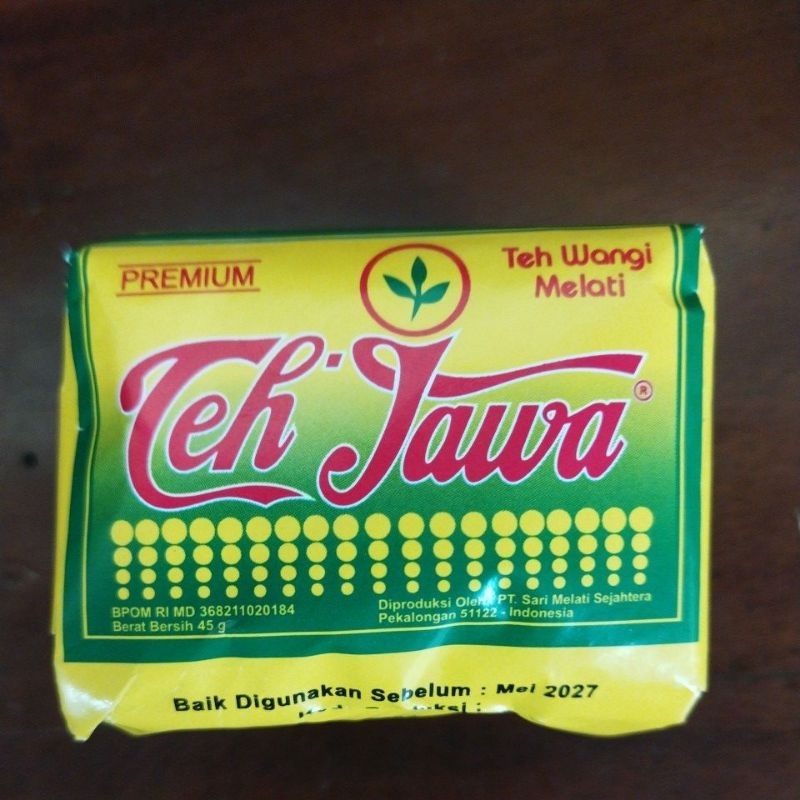 PREMIUM
Teh Wangi
Melati
Teh Jawa ®
BPOM RI MD 368211020184
Berat Bersih 45 g
Diproduksi Oleh PT. Sari Melati Sejahtera
Pekalongan 51122 - Indonesia
Baik Digunakan Sebelum : Mei 2027